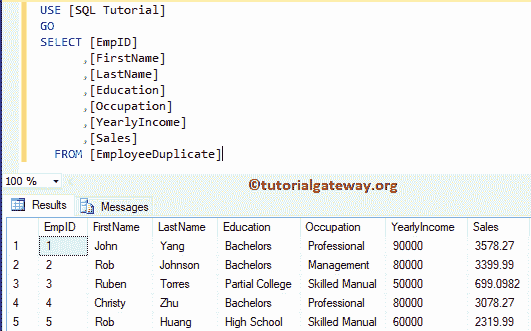 USE [SQL Tutorial]
GO
SELECT [EmpID]
,[FirstName]
,[LastName]
,[Education]
,[Occupation]
,[YearlyIncome]
,[Sales]
FROM [EmployeeDuplicate]
©tutorialgateway.org
100 %
Results Messages
EmpID FirstName LastName Education Occupation YearlyIncome Sales
1 1 John Yang Bachelors Professional 90000 3578.27
2 2 Rob Johnson Bachelors Management 80000 3399.99
3 3 Ruben Torres Partial College Skilled Manual 50000 699.0982
4 4 Christy Zhu Bachelors Professional 80000 3078.27
5 5 Rob Huang High School Skilled Manual 60000 2319.99